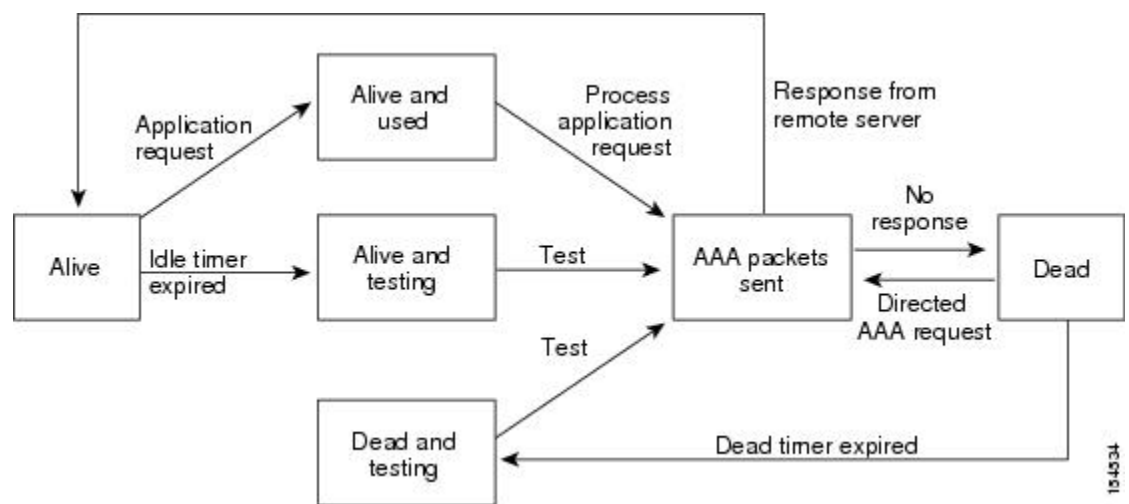 Alive and
used
Process
application
request
Response from
remote server
Application
request
No
response
Alive
Idle timer
expired
Alive and
testing
Test
AAA packets
sent
Dead
Directed
AAA request
Test
Dead and
testing
Dead timer expired
154534